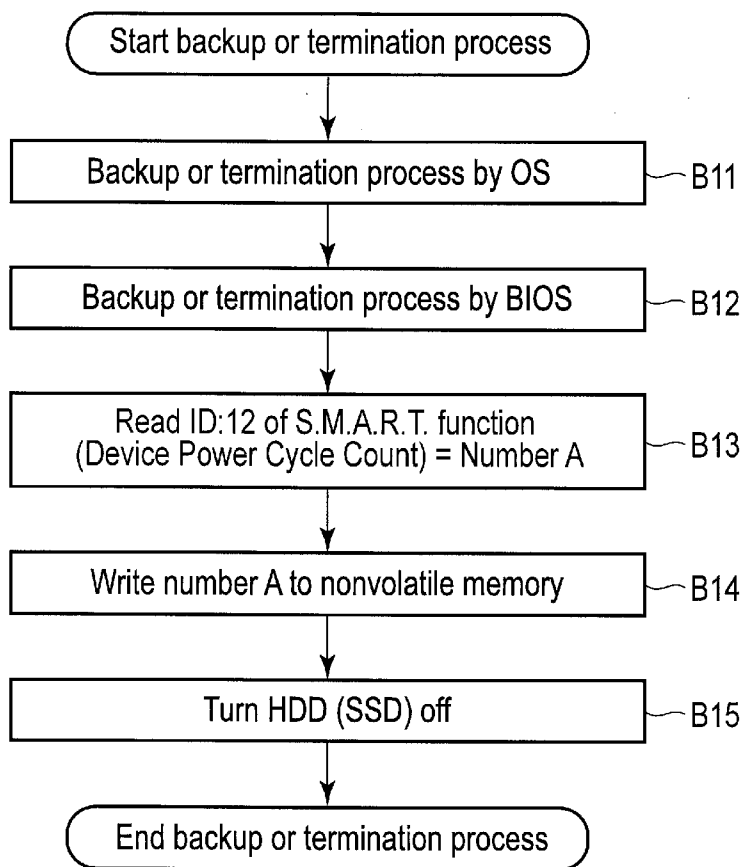 Start backup or termination process
Backup or termination process by OS
B11
Backup or termination process by BIOS
B12
Read ID:12 of S.M.A.R.T. function
(Device Power Cycle Count) = Number A
B13
Write number A to nonvolatile memory
B14
Turn HDD (SSD) off
B15
End backup or termination process